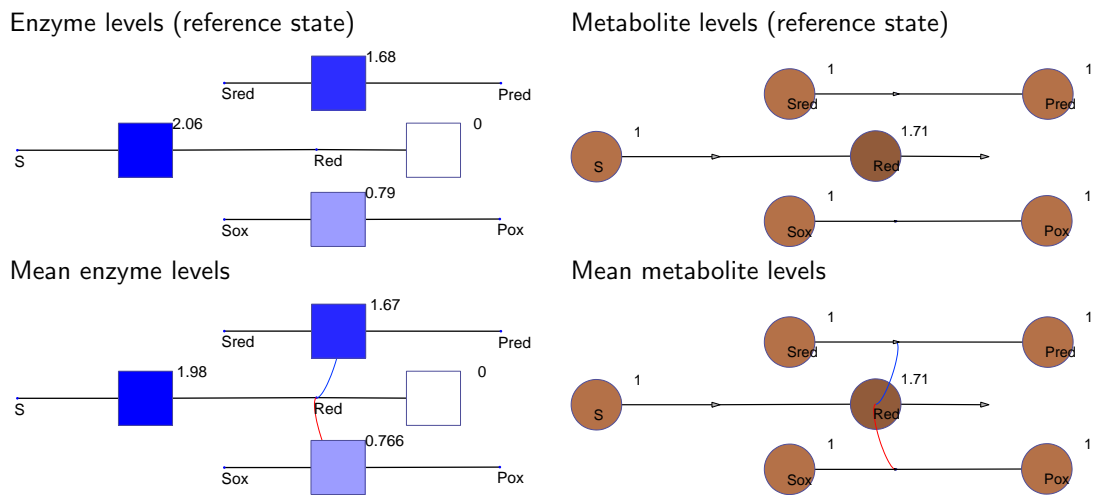 Enzyme levels (reference state)
1.68
Sred
Pred
2.06
0
S
Red
0.79
Sox
Pox
Metabolite levels (reference state)
1
1
Sred
Pred
1
1.71
S
Red
1
1
Sox
Pox
Mean enzyme levels
1.67
Sred
Pred
1.98
0
S
Red
0.766
Sox
Pox
Mean metabolite levels
1
1
Sred
Pred
1
1.71
S
Red
1
1
Sox
Pox